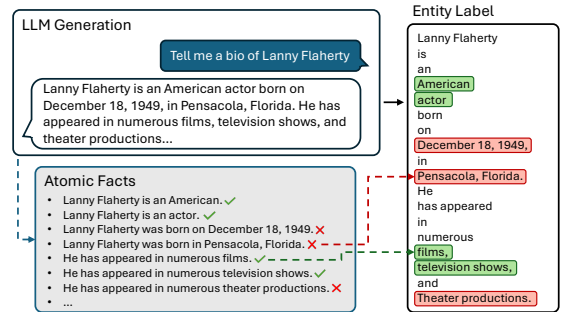 LLM Generation
Tell me a bio of Lanny Flaherty
Lanny Flaherty is an American actor born on
December 18, 1949, in Pensacola, Florida. He has
appeared in numerous films, television shows, and
theater productions...
Atomic Facts
• Lanny Flaherty is an American. ✓
• Lanny Flaherty is an actor. ✓
• Lanny Flaherty was born on December 18, 1949. ✗
• Lanny Flaherty was born in Pensacola, Florida. ✗
• He has appeared in numerous films. ✓
• He has appeared in numerous television shows. ✓
• He has appeared in numerous theater productions. ✗
• ...
Entity Label
Lanny Flaherty
is
an
American
actor
born
on
December 18, 1949,
in
Pensacola, Florida.
He
has appeared
in
numerous
films,
television shows,
and
Theater productions.